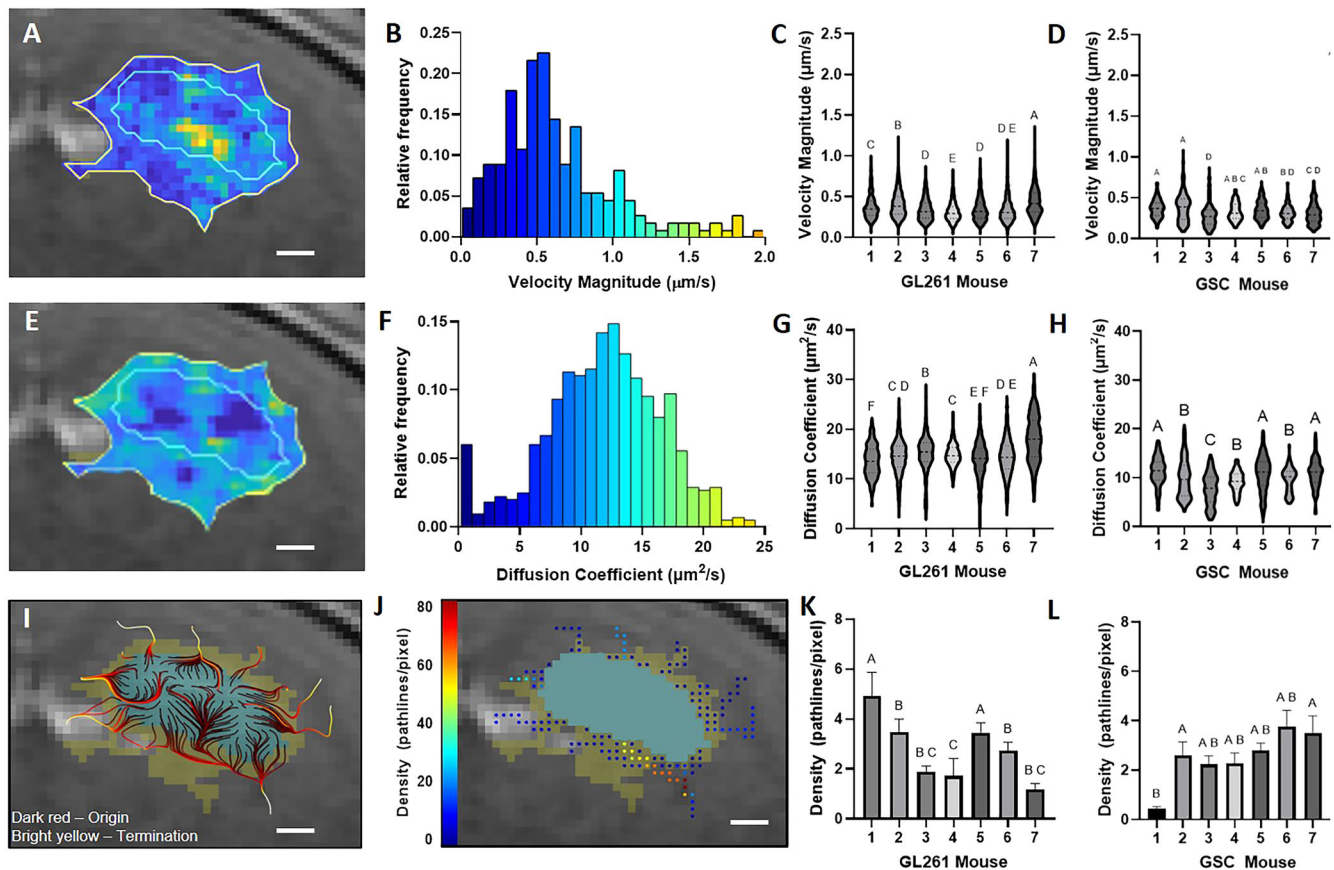 A
B
Relative frequency
0.25
0.20
0.15
0.10
0.05
0.00
0.0 0.5 1.0 1.5 2.0
Velocity Magnitude (μm/s)
C
Velocity Magnitude (μm/s)
2.5
2.0
1.5
1.0
0.5
0.0
C B D E D D E A
1 2 3 4 5 6 7
GL261 Mouse
D
Velocity Magnitude (μm/s)
2.5
2.0
1.5
1.0
0.5
0.0
A A D A B C A B B D C D
1 2 3 4 5 6 7
GSC Mouse
E
F
Relative frequency
0.15
0.10
0.05
0.00
0 5 10 15 20 25
Diffusion Coefficient (μm²/s)
G
Diffusion Coefficient (μm²/s)
40
30
20
10
0
F C D B C E F D E A
1 2 3 4 5 6 7
GL261 Mouse
H
Diffusion Coefficient (μm²/s)
40
30
20
10
0
A B C B A B A
1 2 3 4 5 6 7
GSC Mouse
I
Dark red – Origin
Bright yellow – Termination
J
Density (pathlines/pixel)
80
60
40
20
0
K
Density (pathlines/pixel)
8
6
4
2
0
A B B C C A B B C
1 2 3 4 5 6 7
GL261 Mouse
L
Density (pathlines/pixel)
8
6
4
2
0
B A A B A B A B A B A
1 2 3 4 5 6 7
GSC Mouse